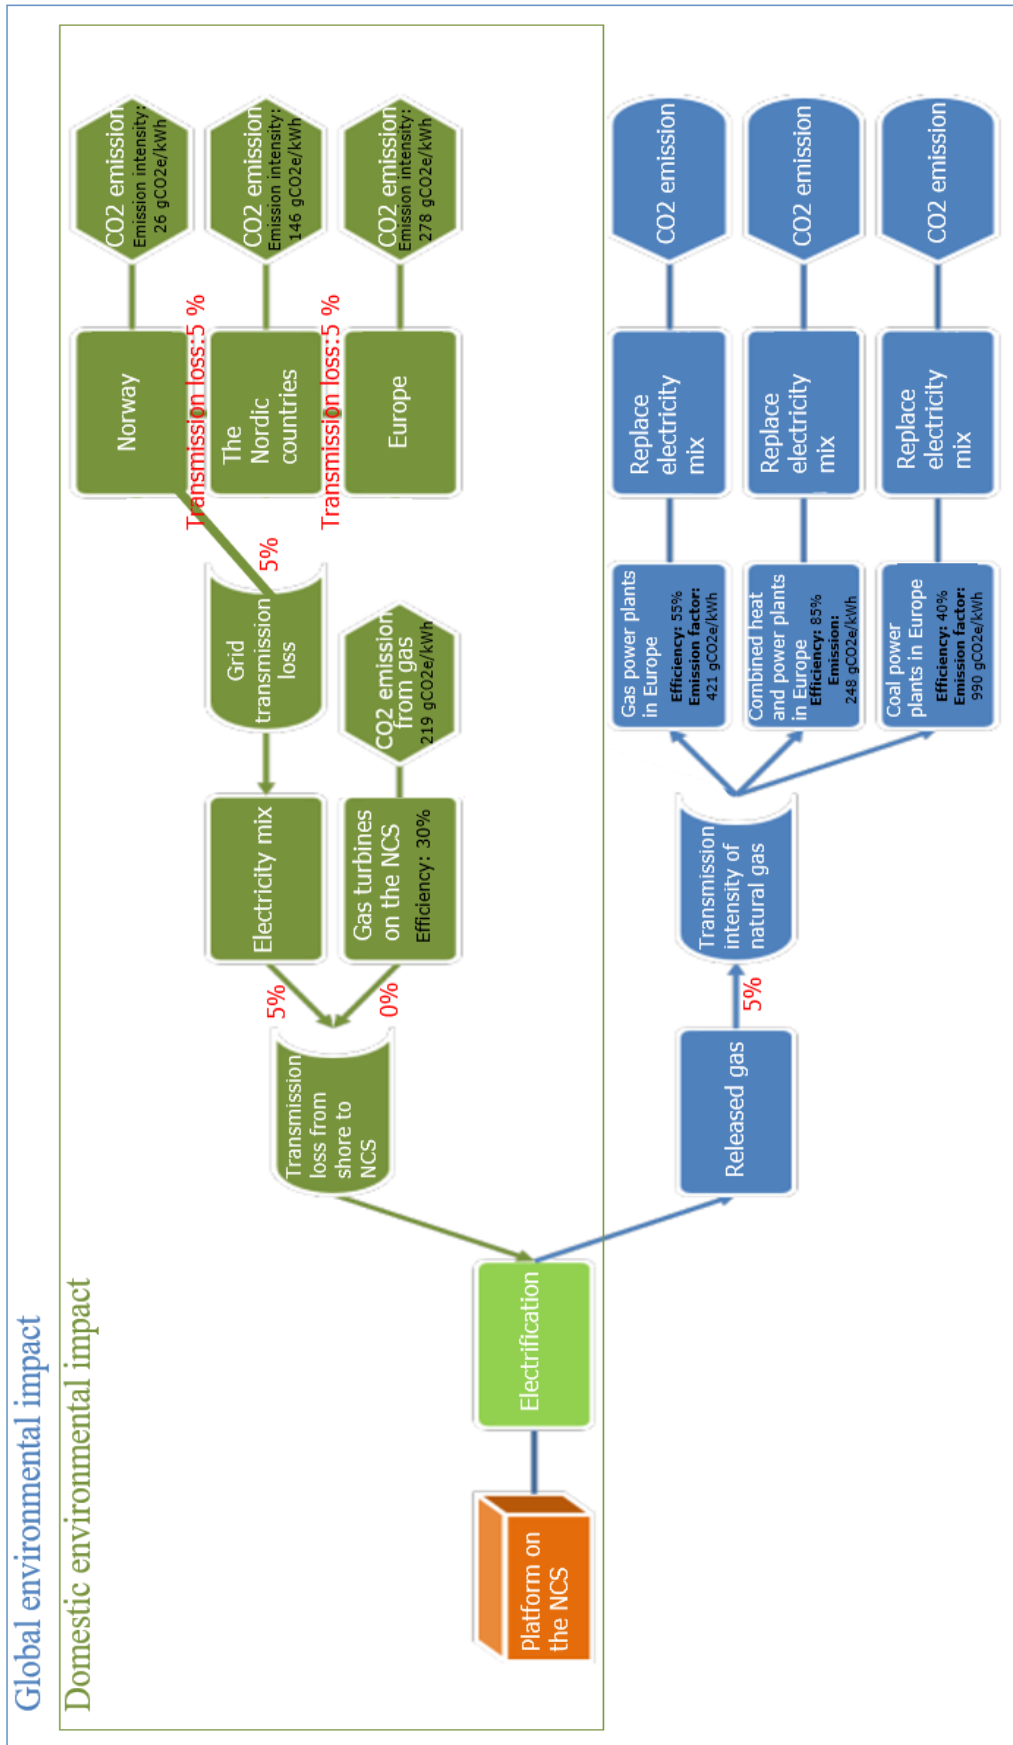 Global environmental impact
Domestic environmental impact
Platform on
the NCS
Electrification
Transmission
loss from
shore to
NCS
5%
0%
Electricity mix
Gas turbines
on the NCS
Efficiency: 30%
Grid
transmission
loss
5%
CO2 emission
from gas
219 gCO2e/kWh
Norway
Transmission loss:5 %
The
Nordic
countries
Transmission loss:5 %
Europe
CO2 emission
Emission intensity:
26 gCO2e/kWh
CO2 emission
Emission intensity:
146 gCO2e/kWh
CO2 emission
Emission intensity:
278 gCO2e/kWh
Released gas
5%
Transmission
intensity of
natural gas
Gas power plants
in Europe
Efficiency: 55%
Emission factor:
421 gCO2e/kWh
Combined heat
and power plants
in Europe
Efficiency: 85%
Emission:
248 gCO2e/kWh
Coal power
plants in Europe
Efficiency: 40%
Emission factor:
990 gCO2e/kWh
Replace
electricity
mix
Replace
electricity
mix
Replace
electricity
mix
CO2 emission
CO2 emission
CO2 emission